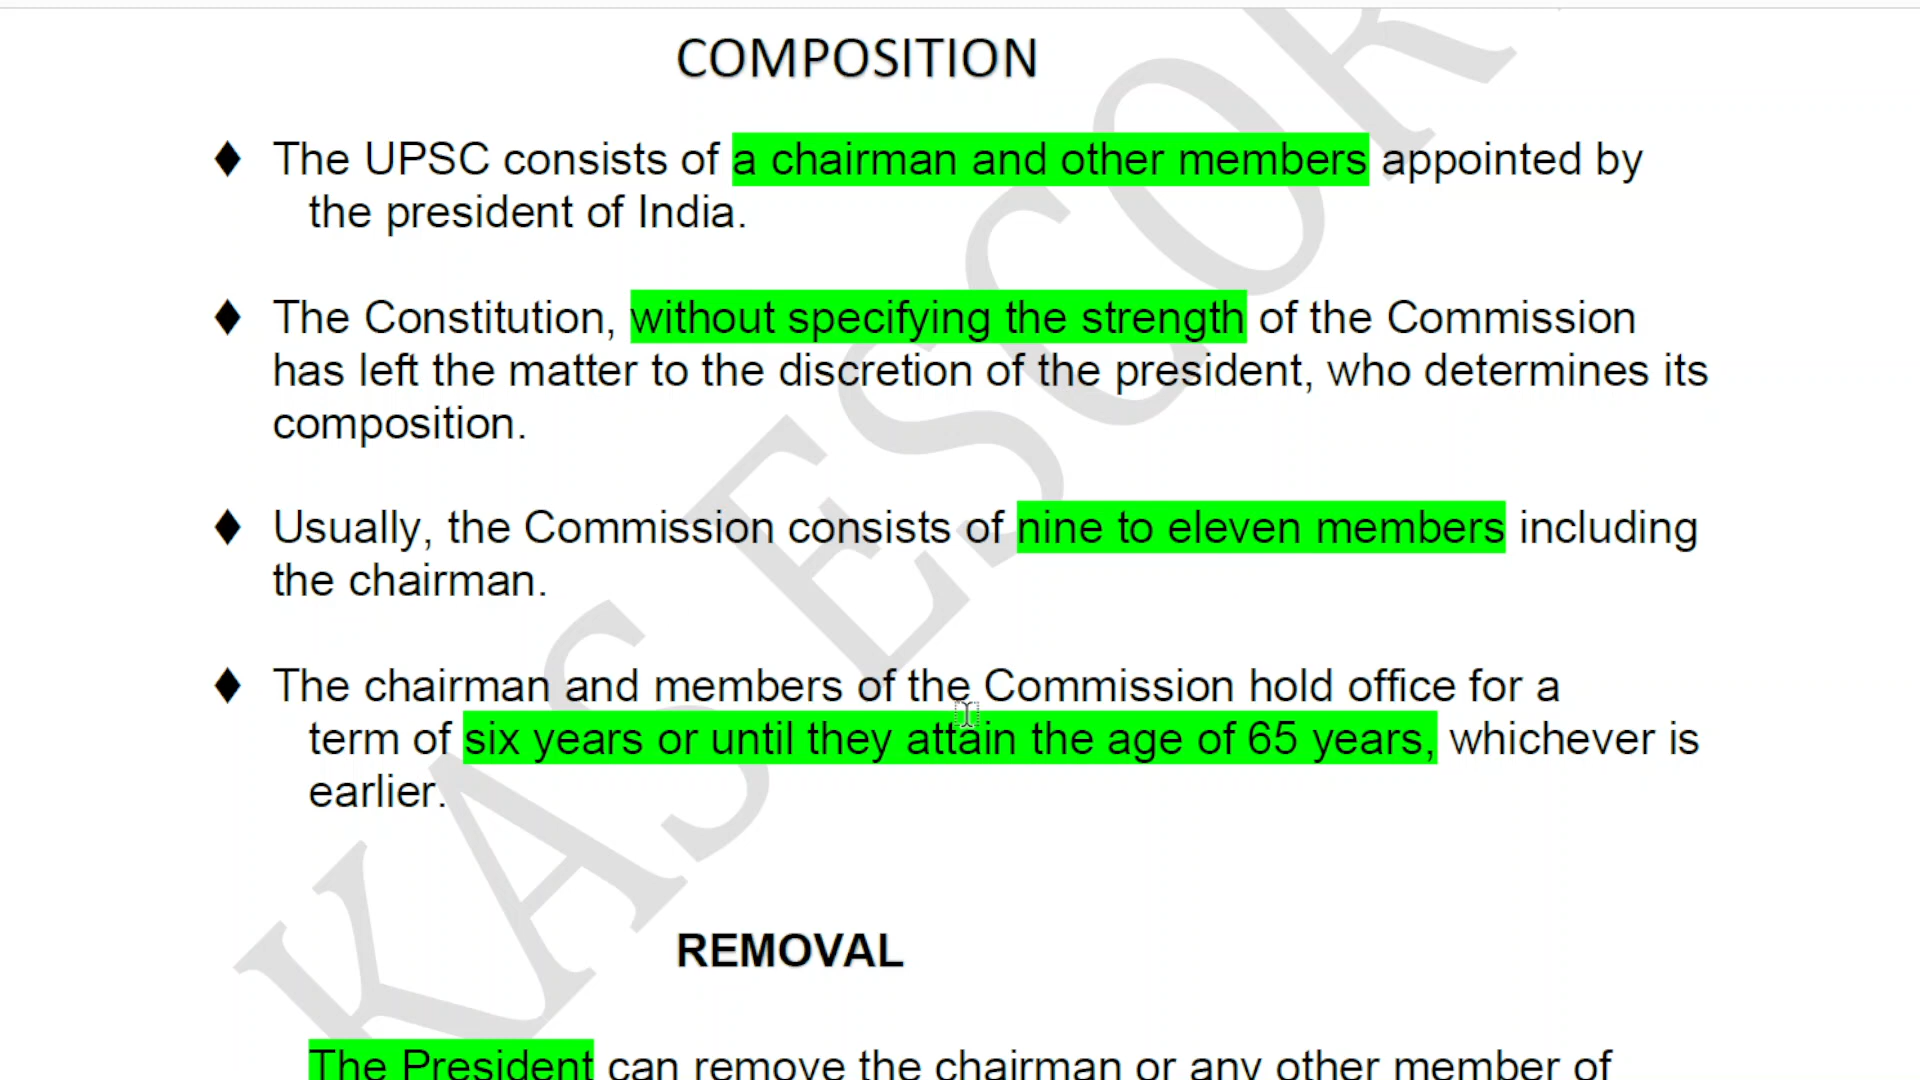 COMPOSITION
♦ The UPSC consists of a chairman and other members appointed by
the president of India.
♦ The Constitution, without specifying the strength of the Commission
has left the matter to the discretion of the president, who determines its
composition.
♦ Usually, the Commission consists of nine to eleven members including
the chairman.
♦ The chairman and members of the Commission hold office for a
term of six years or until they attain the age of 65 years, whichever is
earlier.
REMOVAL
The President can remove the chairman or any other member of
KAS ESCOR